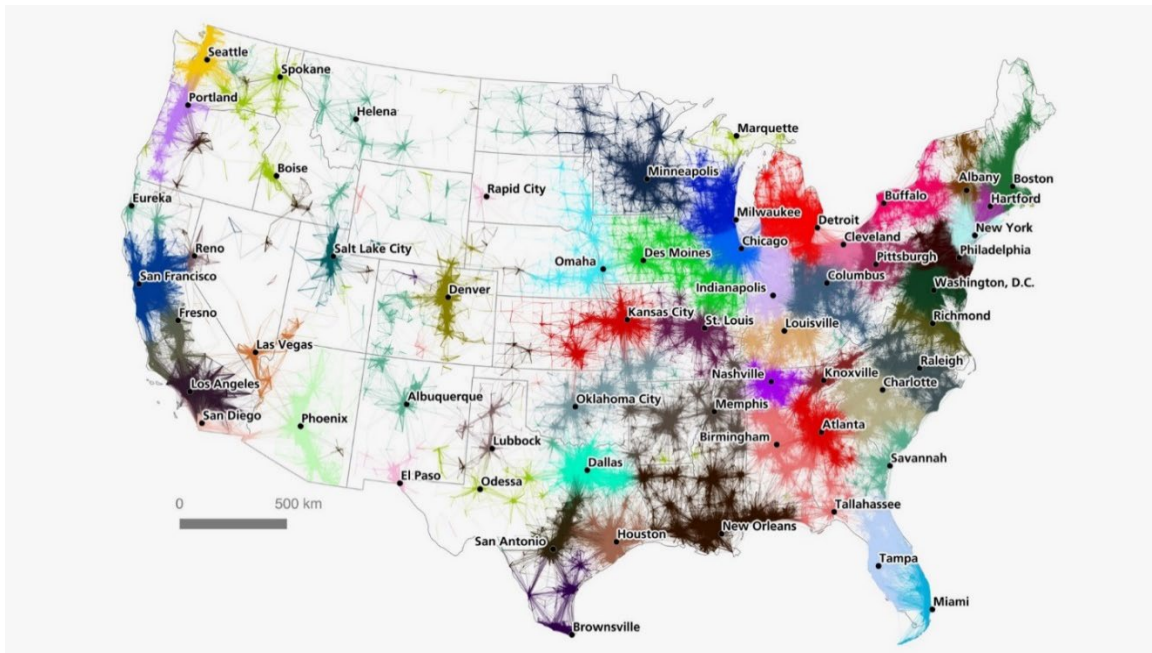 Seattle
Spokane
Portland
Helena
Marquette
Boise
Minneapolis
Albany
Boston
Rapid City
Buffalo
Hartford
Eureka
Milwaukee
Detroit
New York
Cleveland
Reno
Salt Lake City
Des Moines
Chicago
Philadelphia
Omaha
Pittsburgh
San Francisco
Columbus
Denver
Indianapolis
Washington, D.C.
Fresno
Kansas City
St. Louis
Louisville
Richmond
Las Vegas
Raleigh
Los Angeles
Nashville
Knoxville
Charlotte
Albuquerque
Oklahoma City
Memphis
San Diego
Phoenix
Birmingham
Atlanta
Lubbock
Dallas
Savannah
El Paso
Odessa
0 500 km
Tallahassee
New Orleans
San Antonio
Houston
Tampa
Miami
Brownsville